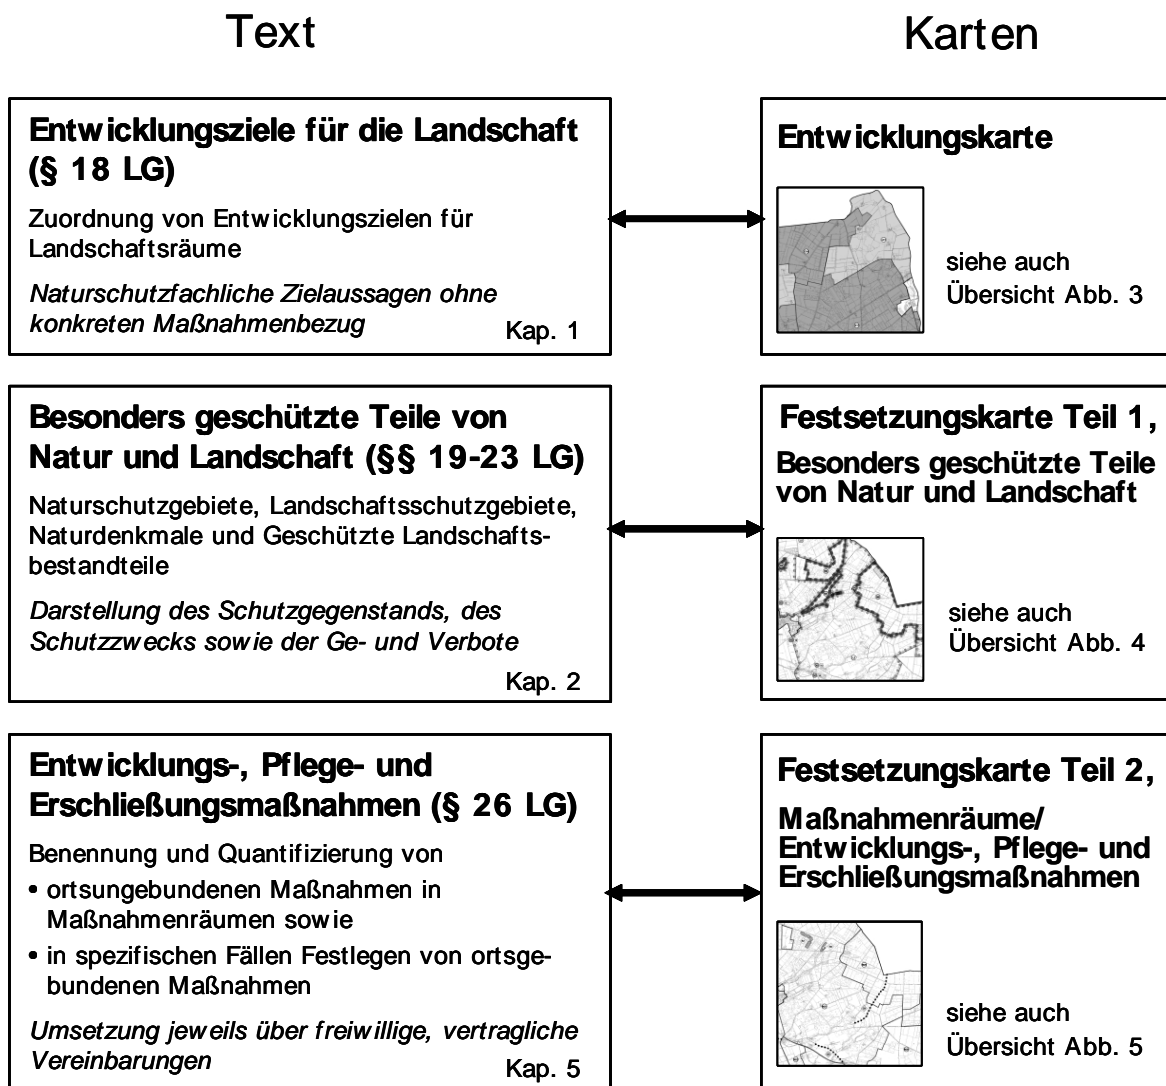 Text
Karten
Entwicklungsziele für die Landschaft
(§ 18 LG)
Zuordnung von Entwicklungszielen für
Landschaftsräume
Naturschutzfachliche Zielaussagen ohne
konkreten Maßnahmenbezug
Kap. 1
Entwicklungskarte
siehe auch
Übersicht Abb. 3
Besonders geschützte Teile von
Natur und Landschaft (§§ 19-23 LG)
Naturschutzgebiete, Landschaftsschutzgebiete,
Naturdenkmale und Geschützte Landschafts-
bestandteile
Darstellung des Schutzgegenstands, des
Schutzzwecks sowie der Ge- und Verbote
Kap. 2
Festsetzungskarte Teil 1,
Besonders geschützte Teile
von Natur und Landschaft
siehe auch
Übersicht Abb. 4
Entwicklungs-, Pflege- und
Erschließungsmaßnahmen (§ 26 LG)
Benennung und Quantifizierung von
• ortsungebundenen Maßnahmen in
Maßnahmenräumen sowie
• in spezifischen Fällen Festlegen von ortsge-
bundenen Maßnahmen
Umsetzung jeweils über freiwillige, vertragliche
Vereinbarungen
Kap. 5
Festsetzungskarte Teil 2,
Maßnahmenräume/
Entwicklungs-, Pflege- und
Erschließungsmaßnahmen
siehe auch
Übersicht Abb. 5